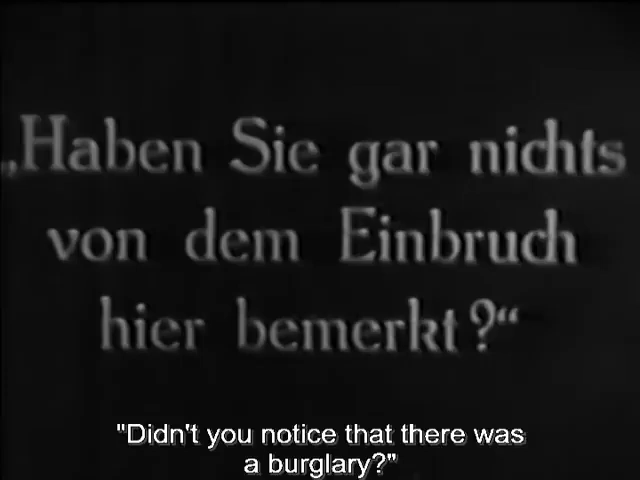 „Haben Sie gar nichts
von dem Einbruch
hier bemerkt?“
"Didn't you notice that there was
a burglary?"